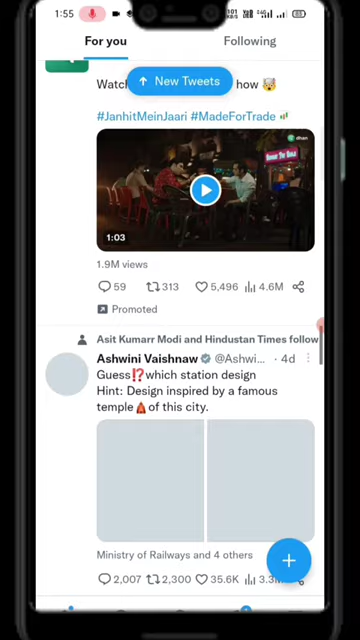 1:55
For you Following
Watc how 🤯
New Tweets
#JanhitMeinJaari #MadeForTrade
dhan
1:03
1.9M views
59 313 5,496 4.6M
Promoted
Asit Kumarr Modi and Hindustan Times follow
Ashwini Vaishnaw @Ashwi... · 4d
Guess⁉️which station design
Hint: Design inspired by a famous
temple🛕of this city.
Ministry of Railways and 4 others
2,007 2,300 35.6K 3.3M